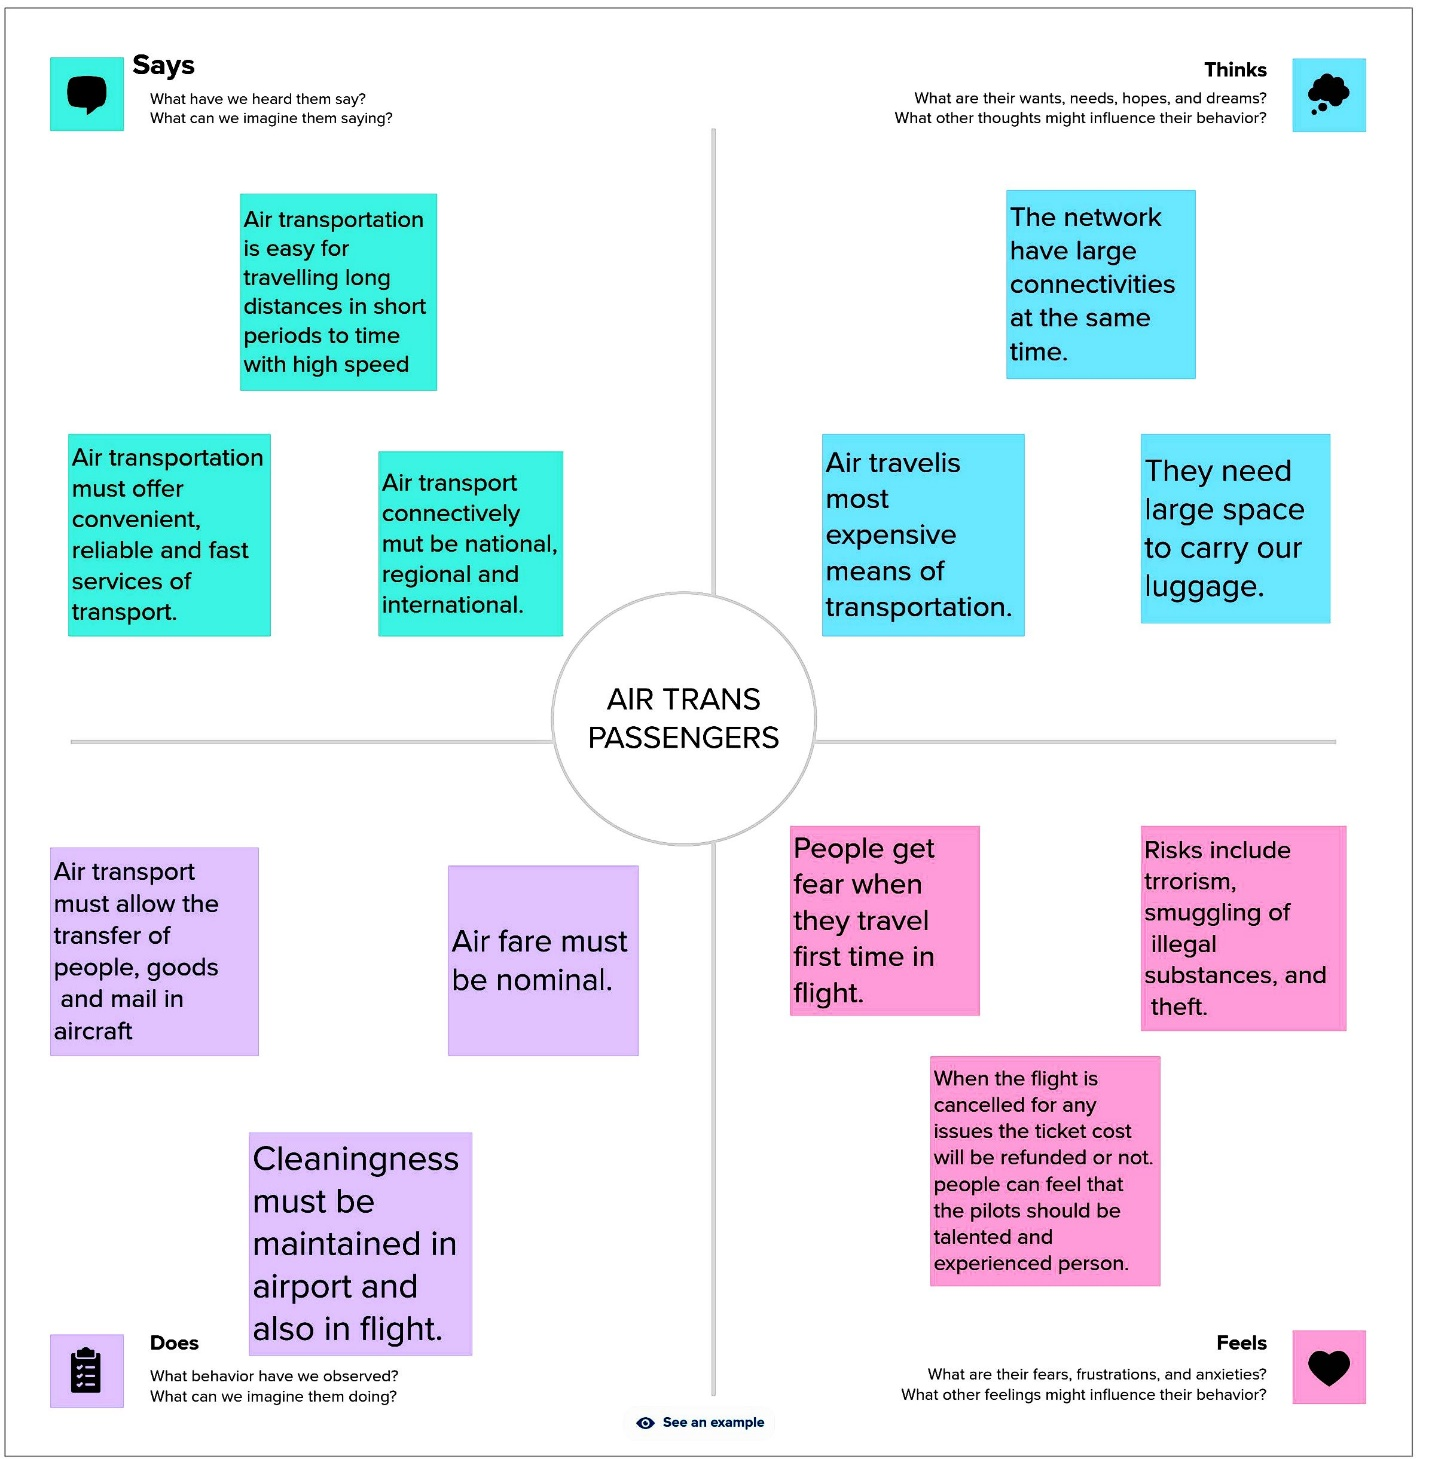 Says
What have we heard them say?
What can we imagine them saying?
Thinks
What are their wants, needs, hopes, and dreams?
What other thoughts might influence their behavior?
Air transportation
is easy for
travelling long
distances in short
periods to time
with high speed
The network
have large
connectivities
at the same
time.
Air transportation
must offer
convenient,
reliable and fast
services of
transport.
Air transport
connectively
mut be national,
regional and
international.
Air travelis
most
expensive
means of
transportation.
They need
large space
to carry our
luggage.
AIR TRANS
PASSENGERS
Air transport
must allow the
transfer of
people, goods
and mail in
aircraft
Air fare must
be nominal.
People get
fear when
they travel
first time in
flight.
Risks include
trrorism,
smuggling of
illegal
substances, and
theft.
Cleaningness
must be
maintained in
airport and
also in flight.
When the flight is
cancelled for any
issues the ticket cost
will be refunded or not.
people can feel that
the pilots should be
talented and
experienced person.
Does
What behavior have we observed?
What can we imagine them doing?
Feels
What are their fears, frustrations, and anxieties?
What other feelings might influence their behavior?
See an example